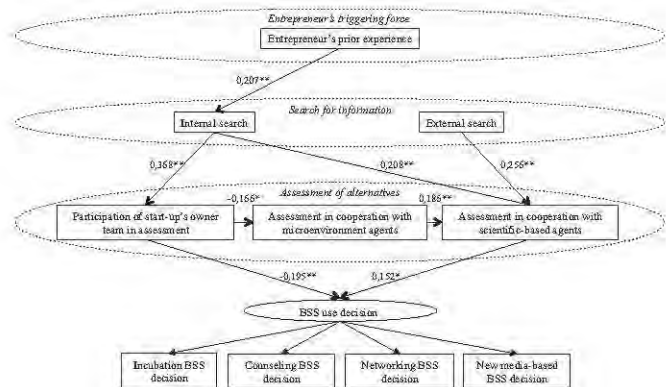 Entrepreneur's triggering force
Entrepreneur's prior experience
0,207**
Search for information
Internal search
External search
0,368**
0,208**
0,256**
Assessment of alternatives
-0,166*
0,186**
Participation of start-up's owner
team in assessment
Assessment in cooperation with
microenvironment agents
Assessment in cooperation with
scientific-based agents
-0,195**
0,152*
BSS use decision
Incubation BSS
decision
Counseling BSS
decision
Networking BSS
decision
New media-based
BSS decision